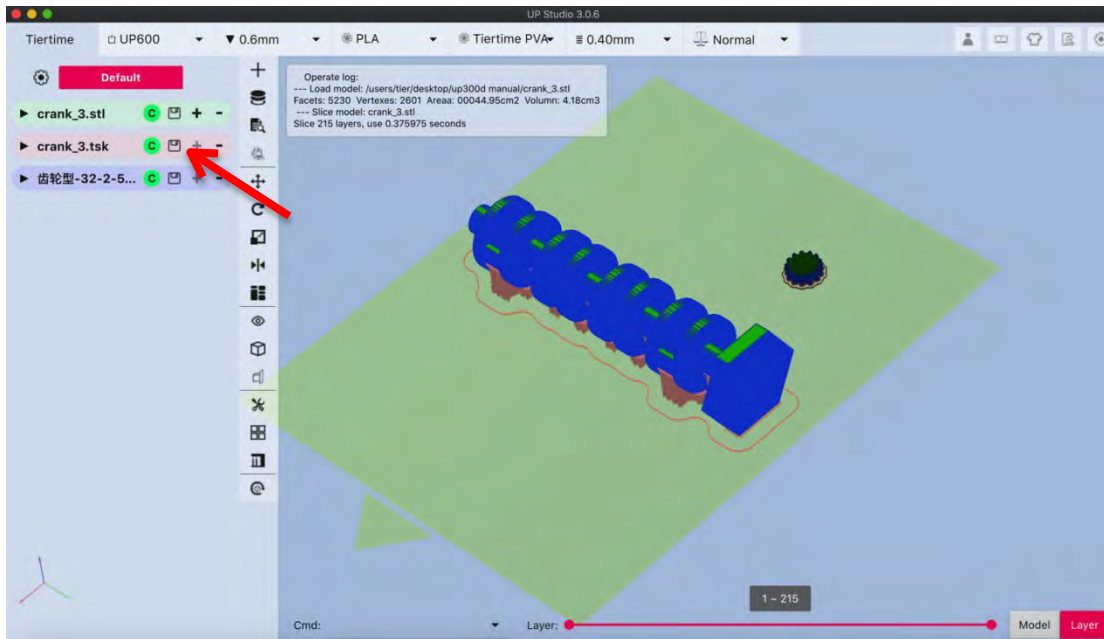 UP Studio 3.0.6
Tiertime UP600 0.6mm PLA Tiertime PVA 0.40mm Normal
Default
crank_3.stl C + -
crank_3.tsk C + -
齿轮型-32-2-5... C + -
Operate log:
--- Load model: /users/tier/desktop/up300d manual/crank_3.stl
Facets: 5230 Vertexes: 2601 Areaa: 00044.95cm2 Volumn: 4.18cm3
--- Slice model: crank_3.stl
Slice 215 layers, use 0.375975 seconds
1 ~ 215
Cmd: Layer: Model Layer